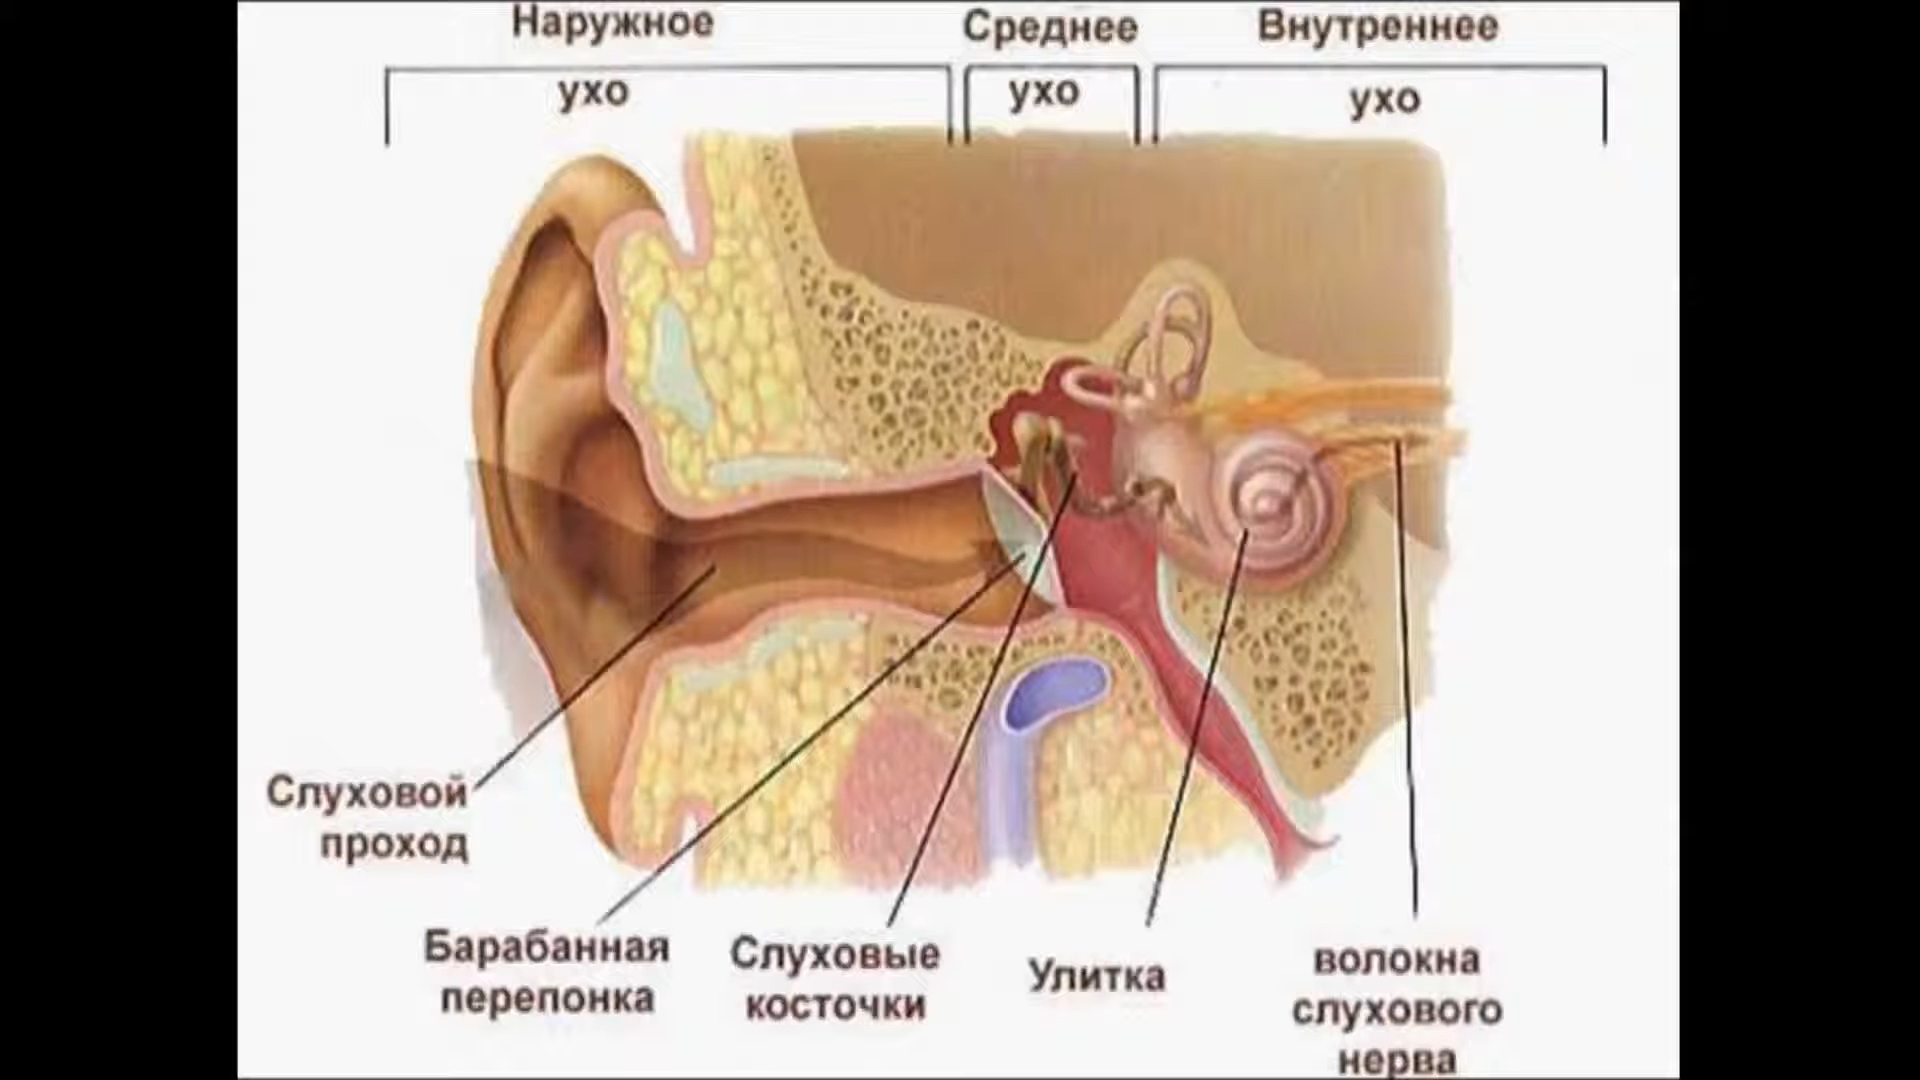 Наружное
ухо
Среднее
ухо
Внутреннее
ухо
Слуховой
проход
Барабанная
перепонка
Слуховые
косточки
Улитка
волокна
слухового
нерва